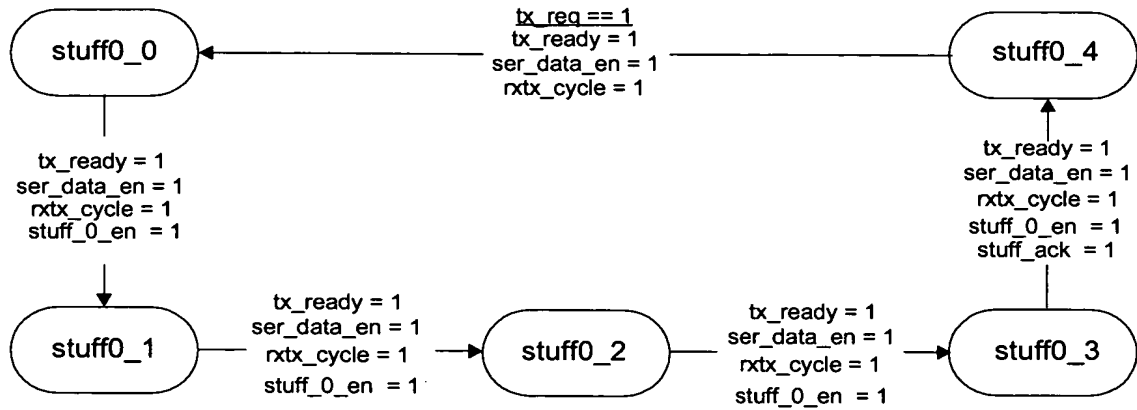 stuff0_0
tx_req == 1
tx_ready = 1
ser_data_en = 1
rxtx_cycle = 1
stuff0_4
tx_ready = 1
ser_data_en = 1
rxtx_cycle = 1
stuff_0_en = 1
tx_ready = 1
ser_data_en = 1
rxtx_cycle = 1
stuff_0_en = 1
stuff_ack = 1
stuff0_1
tx_ready = 1
ser_data_en = 1
rxtx_cycle = 1
stuff_0_en = 1
stuff0_2
tx_ready = 1
ser_data_en = 1
rxtx_cycle = 1
stuff_0_en = 1
stuff0_3